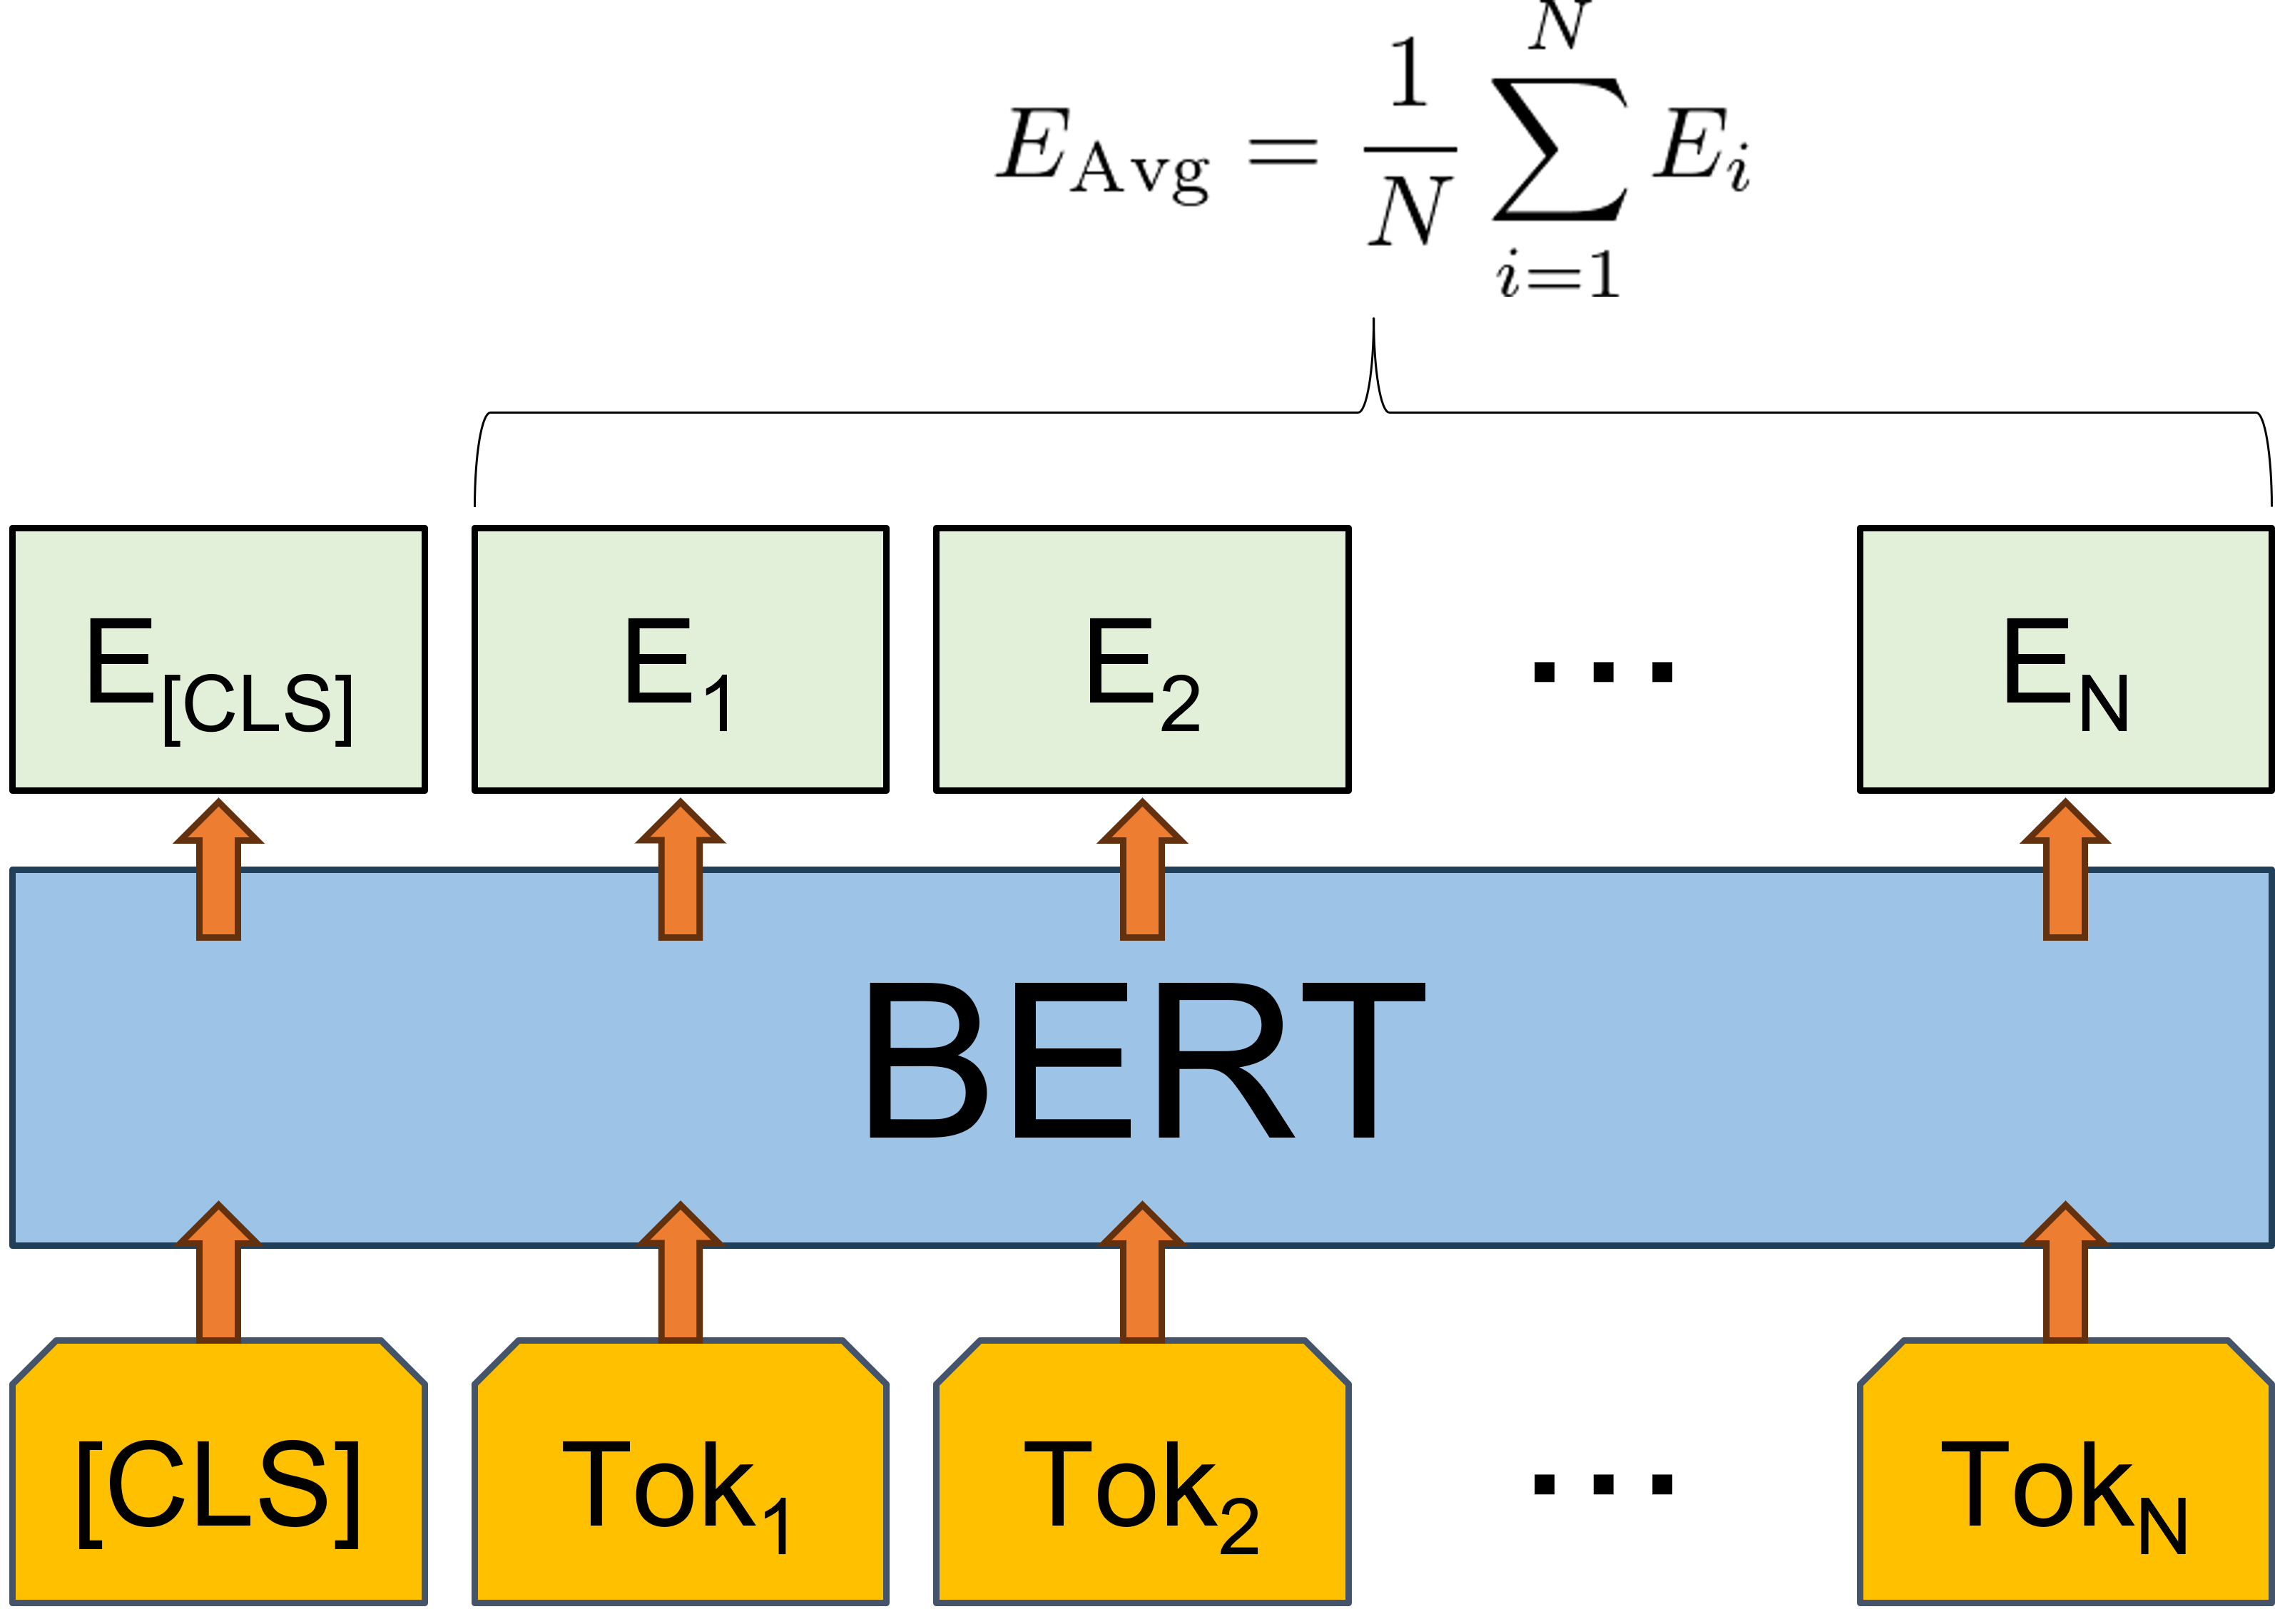 E_Avg = 1/N ∑_{i=1}^{N} E_i
E[CLS] E1 E2 ... EN
BERT
[CLS] Tok1 Tok2 ... TokN